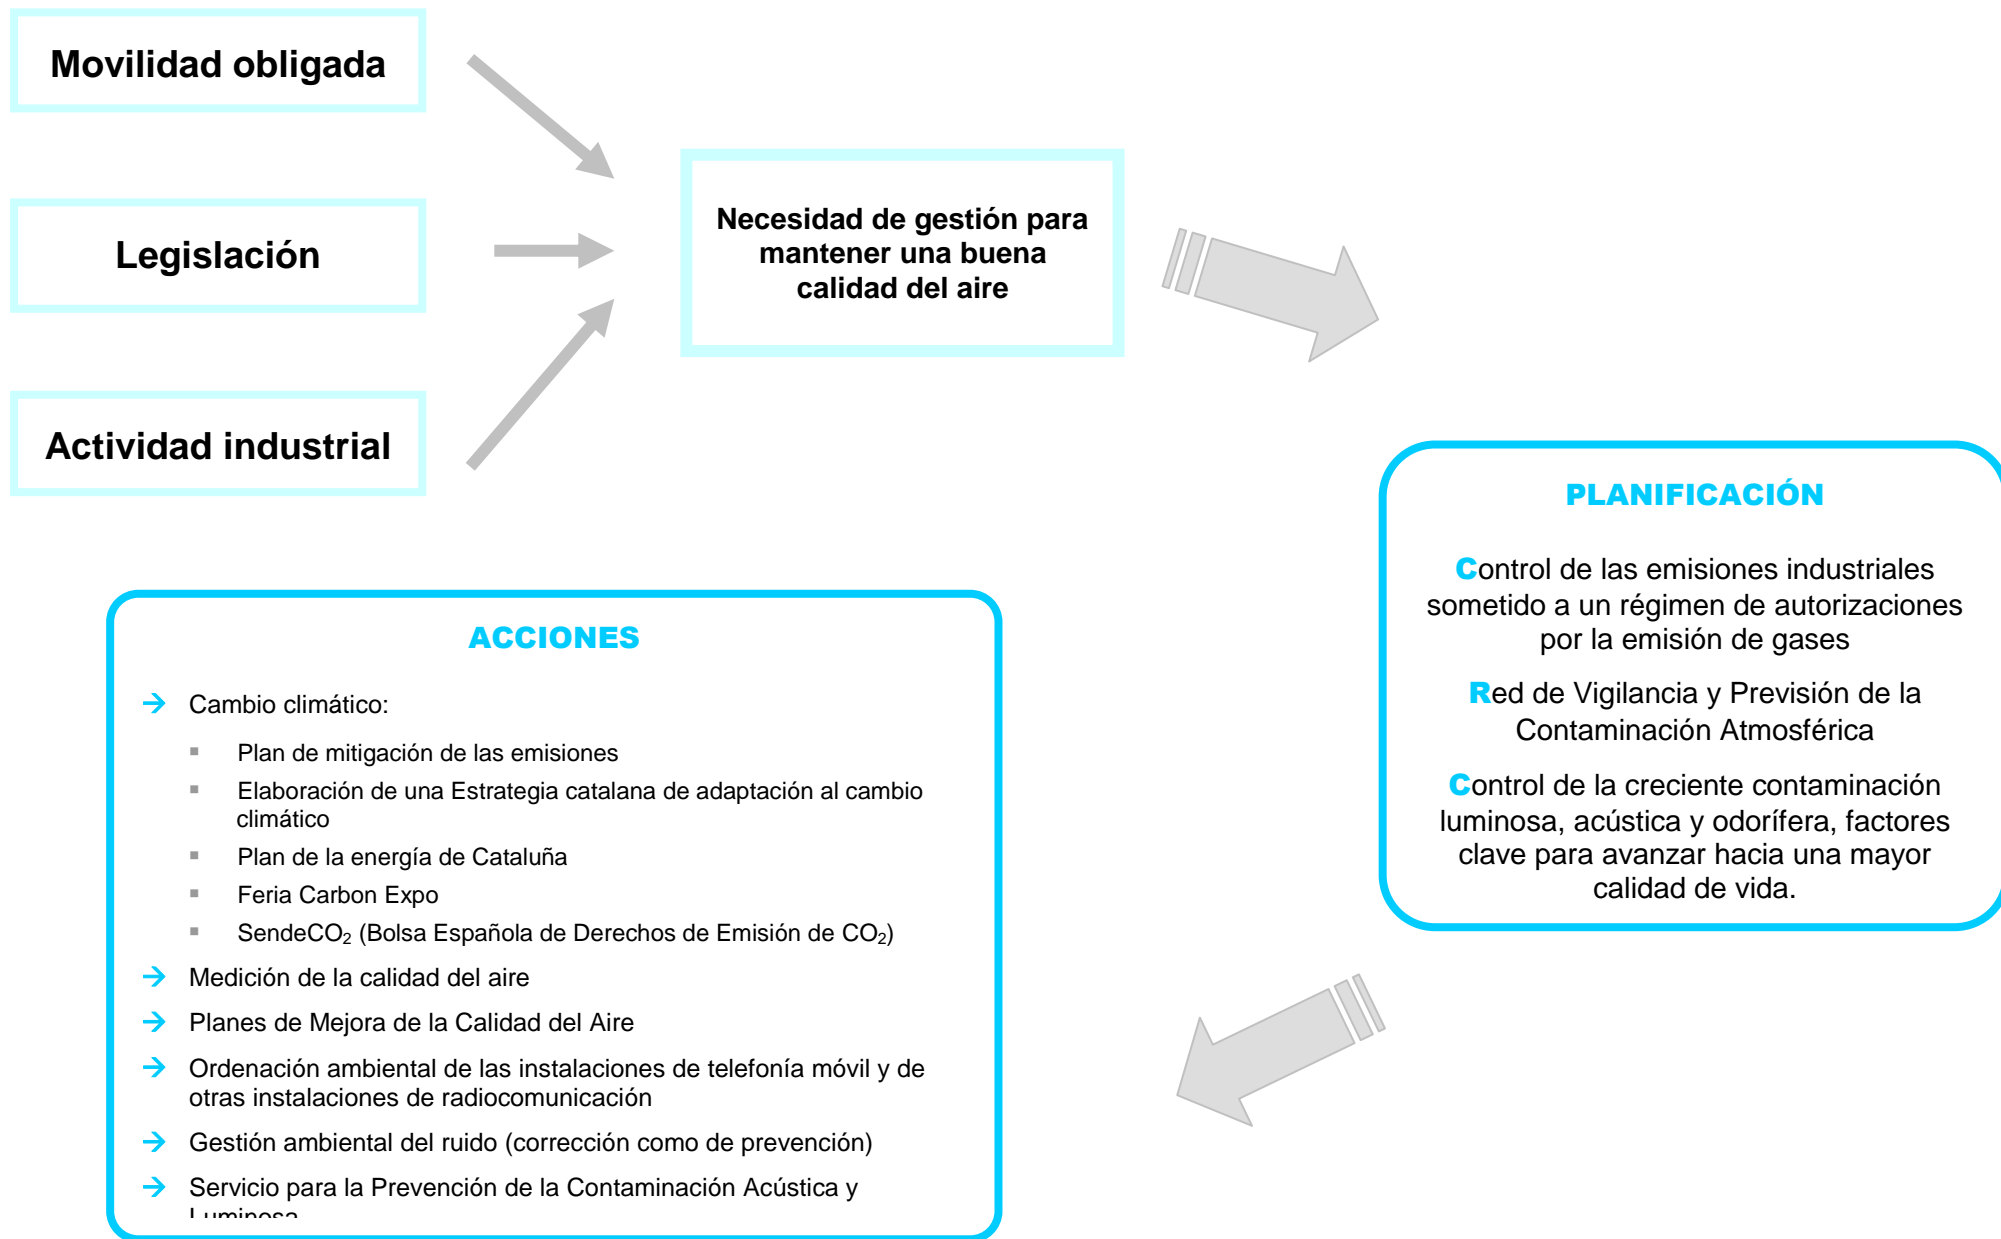 Movilidad obligada
Legislación
Actividad industrial
Necesidad de gestión para
mantener una buena
calidad del aire
PLANIFICACIÓN
Control de las emisiones industriales
sometido a un régimen de autorizaciones
por la emisión de gases
Red de Vigilancia y Previsión de la
Contaminación Atmosférica
Control de la creciente contaminación
luminosa, acústica y odorífera, factores
clave para avanzar hacia una mayor
calidad de vida.
ACCIONES
→ Cambio climático:
▪ Plan de mitigación de las emisiones
▪ Elaboración de una Estrategia catalana de adaptación al cambio
climático
▪ Plan de la energía de Cataluña
▪ Feria Carbon Expo
▪ SendeCO₂ (Bolsa Española de Derechos de Emisión de CO₂)
→ Medición de la calidad del aire
→ Planes de Mejora de la Calidad del Aire
→ Ordenación ambiental de las instalaciones de telefonía móvil y de
otras instalaciones de radiocomunicación
→ Gestión ambiental del ruido (corrección como de prevención)
→ Servicio para la Prevención de la Contaminación Acústica y
Luminosa